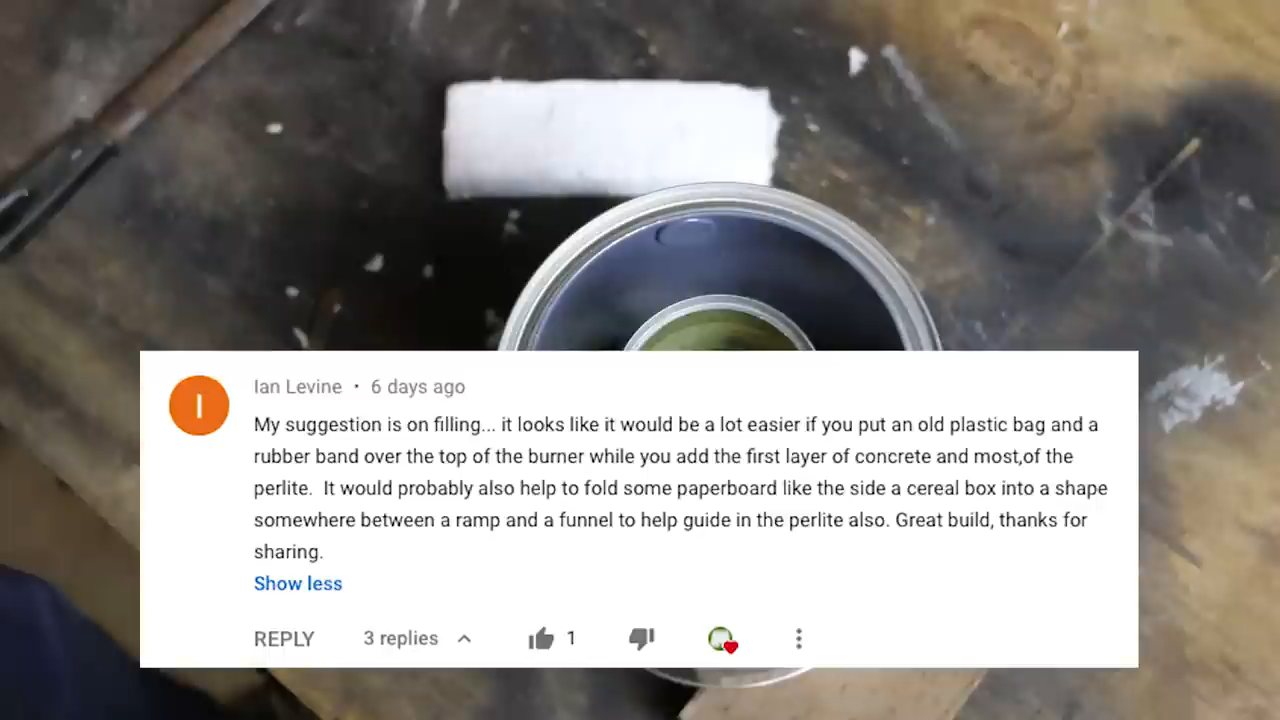 Ian Levine • 6 days ago
I
My suggestion is on filling... it looks like it would be a lot easier if you put an old plastic bag and a
rubber band over the top of the burner while you add the first layer of concrete and most,of the
perlite.  It would probably also help to fold some paperboard like the side a cereal box into a shape
somewhere between a ramp and a funnel to help guide in the perlite also. Great build, thanks for
sharing.
Show less
REPLY 3 replies 1